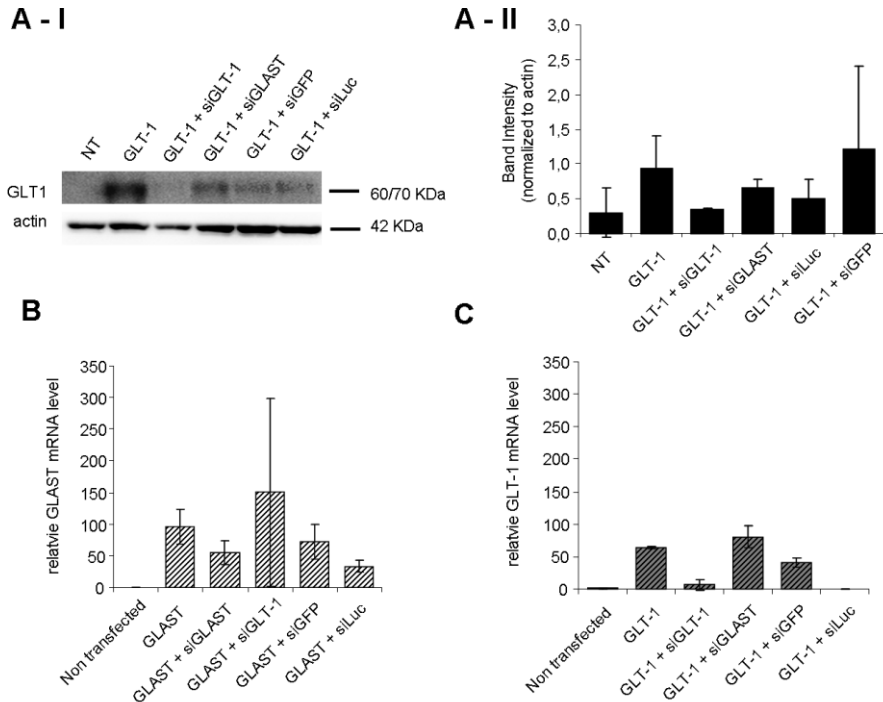 A - I
NT
GLT-1
GLT-1 + siGLT-1
GLT-1 + siGLAST
GLT-1 + siGFP
GLT-1 + siLuc
GLT1
60/70 KDa
actin
42 KDa
A - II
Band Intensity
(normalized to actin)
3,0
2,5
2,0
1,5
1,0
0,5
0,0
NT
GLT-1
GLT-1 + siGLT-1
GLT-1 + siGLAST
GLT-1 + siLuc
GLT-1 + siGFP
B
relatvie GLAST mRNA level
350
300
250
200
150
100
50
0
Non transfected
GLAST
GLAST + siGLAST
GLAST + siGLT-1
GLAST + siGFP
GLAST + siLuc
C
relatvie GLT-1 mRNA level
350
300
250
200
150
100
50
0
Non transfected
GLT-1
GLT-1 + siGLT-1
GLT-1 + siGLAST
GLT-1 + siGFP
GLT-1 + siLuc